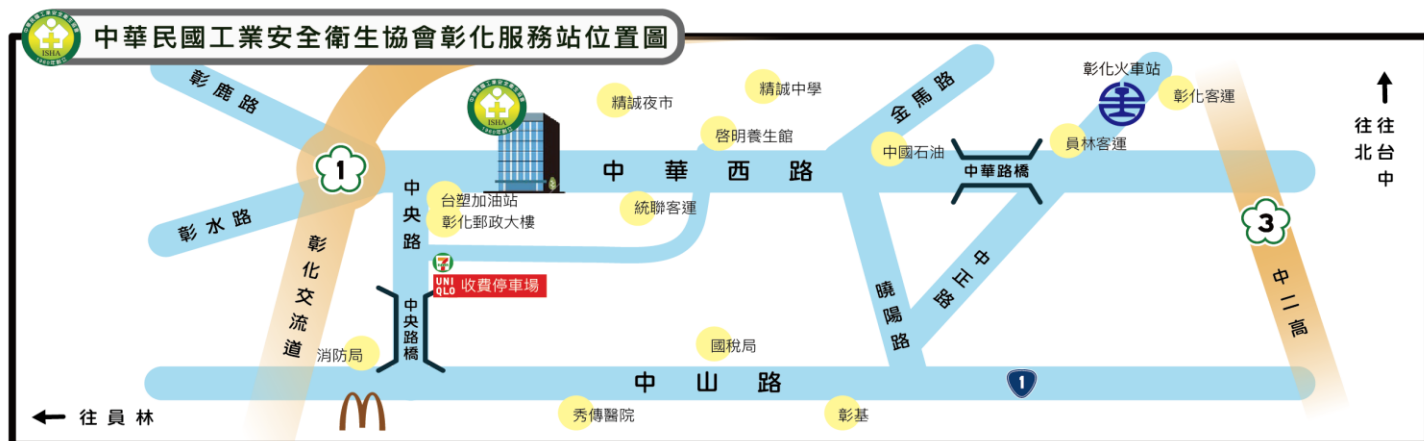 中華民國工業安全衛生協會彰化服務站位置圖
ISHA
彰鹿路
1
彰水路
彰化交流道
ISHA
精誠夜市
精誠中學
啓明養生館
金馬路
彰化火車站
彰化客運
中國石油
員林客運
往台中
往北
中華西路
中華路橋
中央路
台塑加油站
彰化郵政大樓
統聯客運
3
中二高
7
UNI
QLO
收費停車場
中央路橋
中正路
曉陽路
消防局
國稅局
中山路
1
往員林
秀傳醫院
彰基